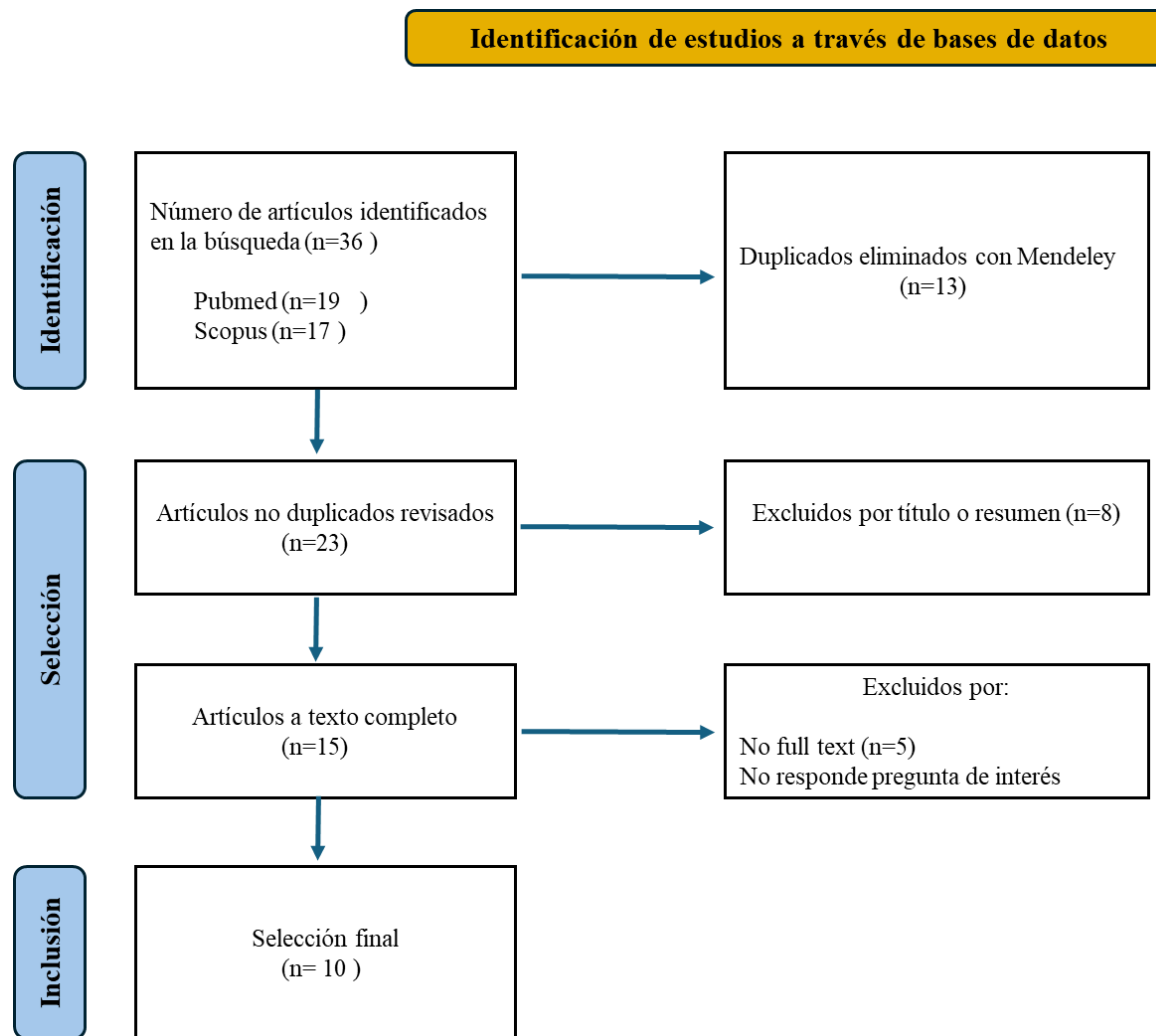 Identificación de estudios a través de bases de datos
Identificación
Número de artículos identificados
en la búsqueda (n=36 )
Pubmed (n=19   )
Scopus (n=17 )
Duplicados eliminados con Mendeley
(n=13)
Selección
Artículos no duplicados revisados
(n=23)
Excluidos por título o resumen (n=8)
Artículos a texto completo
(n=15)
Excluidos por:
No full text (n=5)
No responde pregunta de interés
Inclusión
Selección final
(n= 10 )